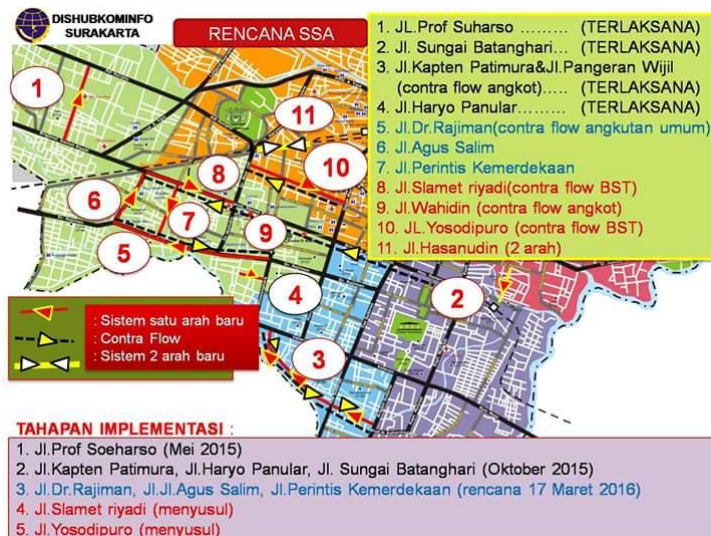 DISHUBKOMINFO
SURAKARTA
RENCANA SSA
1. JL.Prof Suharso ......... (TERLAKSANA)
2. Jl. Sungai Batanghari... (TERLAKSANA)
3 Jl.Kapten Patimura&Jl.Pangeran Wijil
(contra flow angkot)..... (TERLAKSANA)
4 Jl.Haryo Panular......... (TERLAKSANA)
5 Jl.Dr.Rajiman(contra flow angkutan umum)
6 Jl.Agus Salim
7 Jl.Perintis Kemerdekaan
8 Jl.Slamet riyadi(contra flow BST)
9. Jl.Wahidin (contra flow angkot)
10. JL.Yosodipuro (contra flow BST)
11. Jl.Hasanudin (2 arah)
1
11
10
8
6
7
9
5
4
2
3
: Sistem satu arah baru
: Contra Flow
: Sistem 2 arah baru
TAHAPAN IMPLEMENTASI :
1. Jl.Prof Soeharso (Mei 2015)
2. Jl.Kapten Patimura, Jl.Haryo Panular, Jl. Sungai Batanghari (Oktober 2015)
3. Jl.Dr.Rajiman, Jl.Jl.Agus Salim, Jl.Perintis Kemerdekaan (rencana 17 Maret 2016)
4. Jl.Slamet riyadi (menyusul)
5. Jl.Yosodipuro (menyusul)